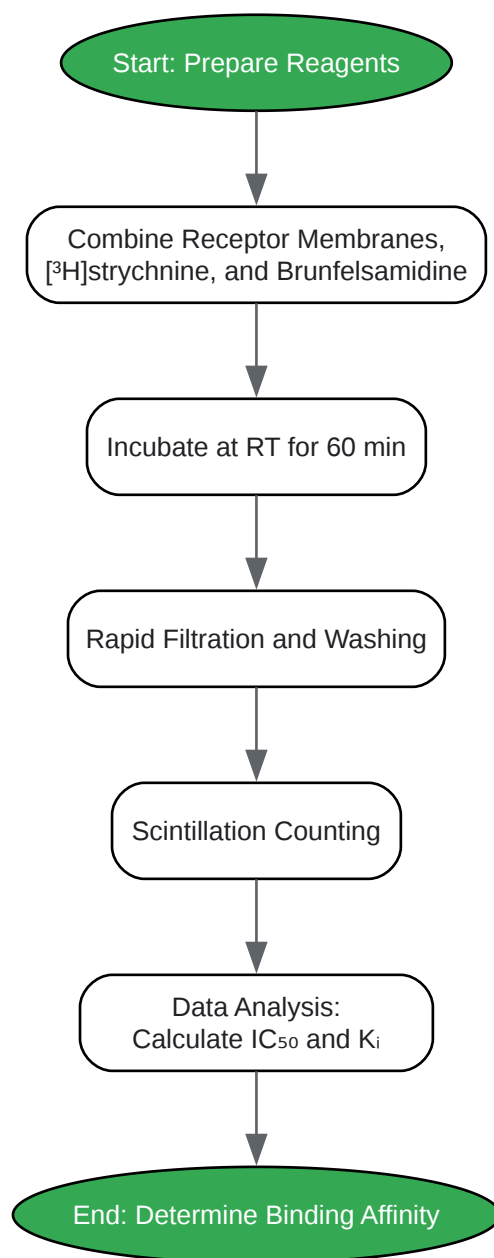 Start: Prepare Reagents
Combine Receptor Membranes,
[³H]strychnine, and Brunfelsamidine
Incubate at RT for 60 min
Rapid Filtration and Washing
Scintillation Counting
Data Analysis:
Calculate IC₅₀ and Kᵢ
End: Determine Binding Affinity